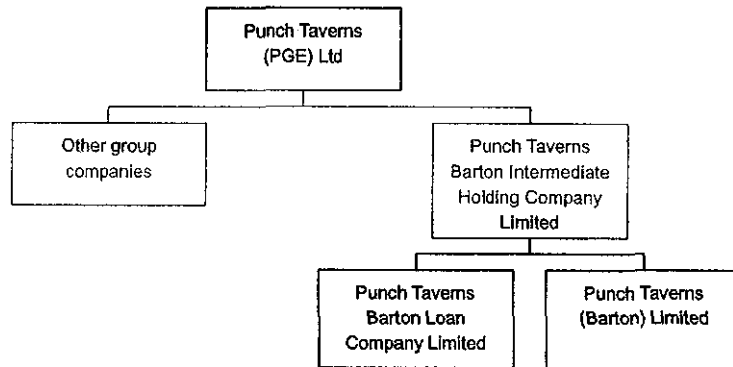 Punch Taverns
(PGE) Ltd
Other group
companies
Punch Taverns
Barton Intermediate
Holding Company
Limited
Punch Taverns
Barton Loan
Company Limited
Punch Taverns
(Barton) Limited